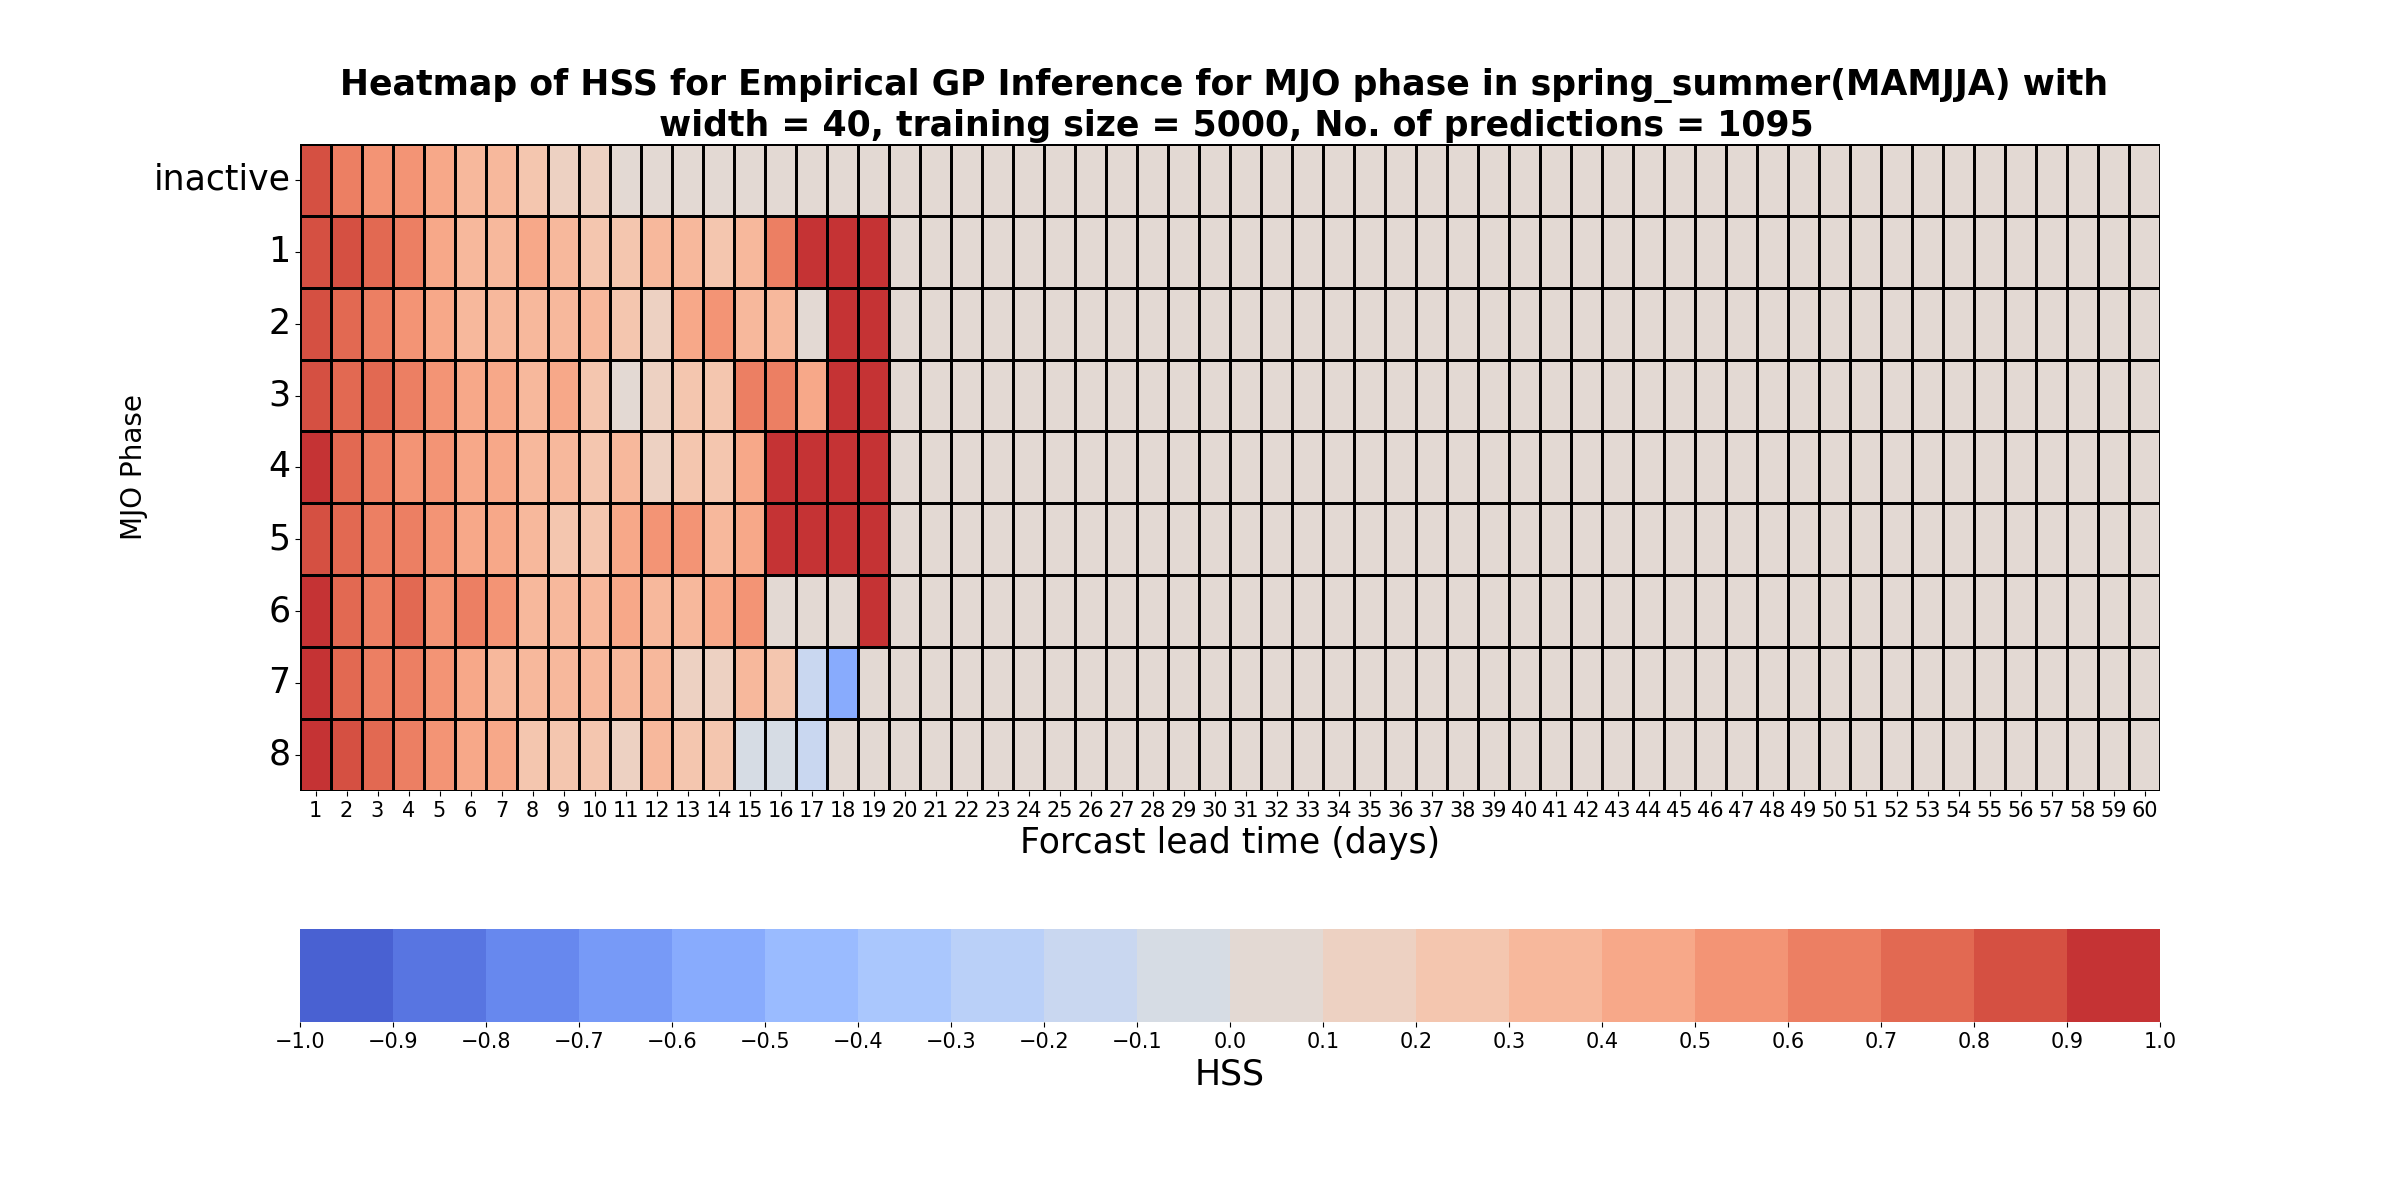 Heatmap of HSS for Empirical GP Inference for MJO phase in spring_summer(MAMJJA) with
width = 40, training size = 5000, No. of predictions = 1095
MJO Phase
inactive
1
2
3
4
5
6
7
8
1 2 3 4 5 6 7 8 9 10 11 12 13 14 15 16 17 18 19 20 21 22 23 24 25 26 27 28 29 30 31 32 33 34 35 36 37 38 39 40 41 42 43 44 45 46 47 48 49 50 51 52 53 54 55 56 57 58 59 60
Forcast lead time (days)
−1.0 −0.9 −0.8 −0.7 −0.6 −0.5 −0.4 −0.3 −0.2 −0.1 0.0 0.1 0.2 0.3 0.4 0.5 0.6 0.7 0.8 0.9 1.0
HSS